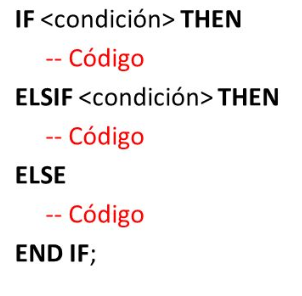 IF <condición> THEN
-- Código
ELSIF <condición> THEN
-- Código
ELSE
-- Código
END IF;